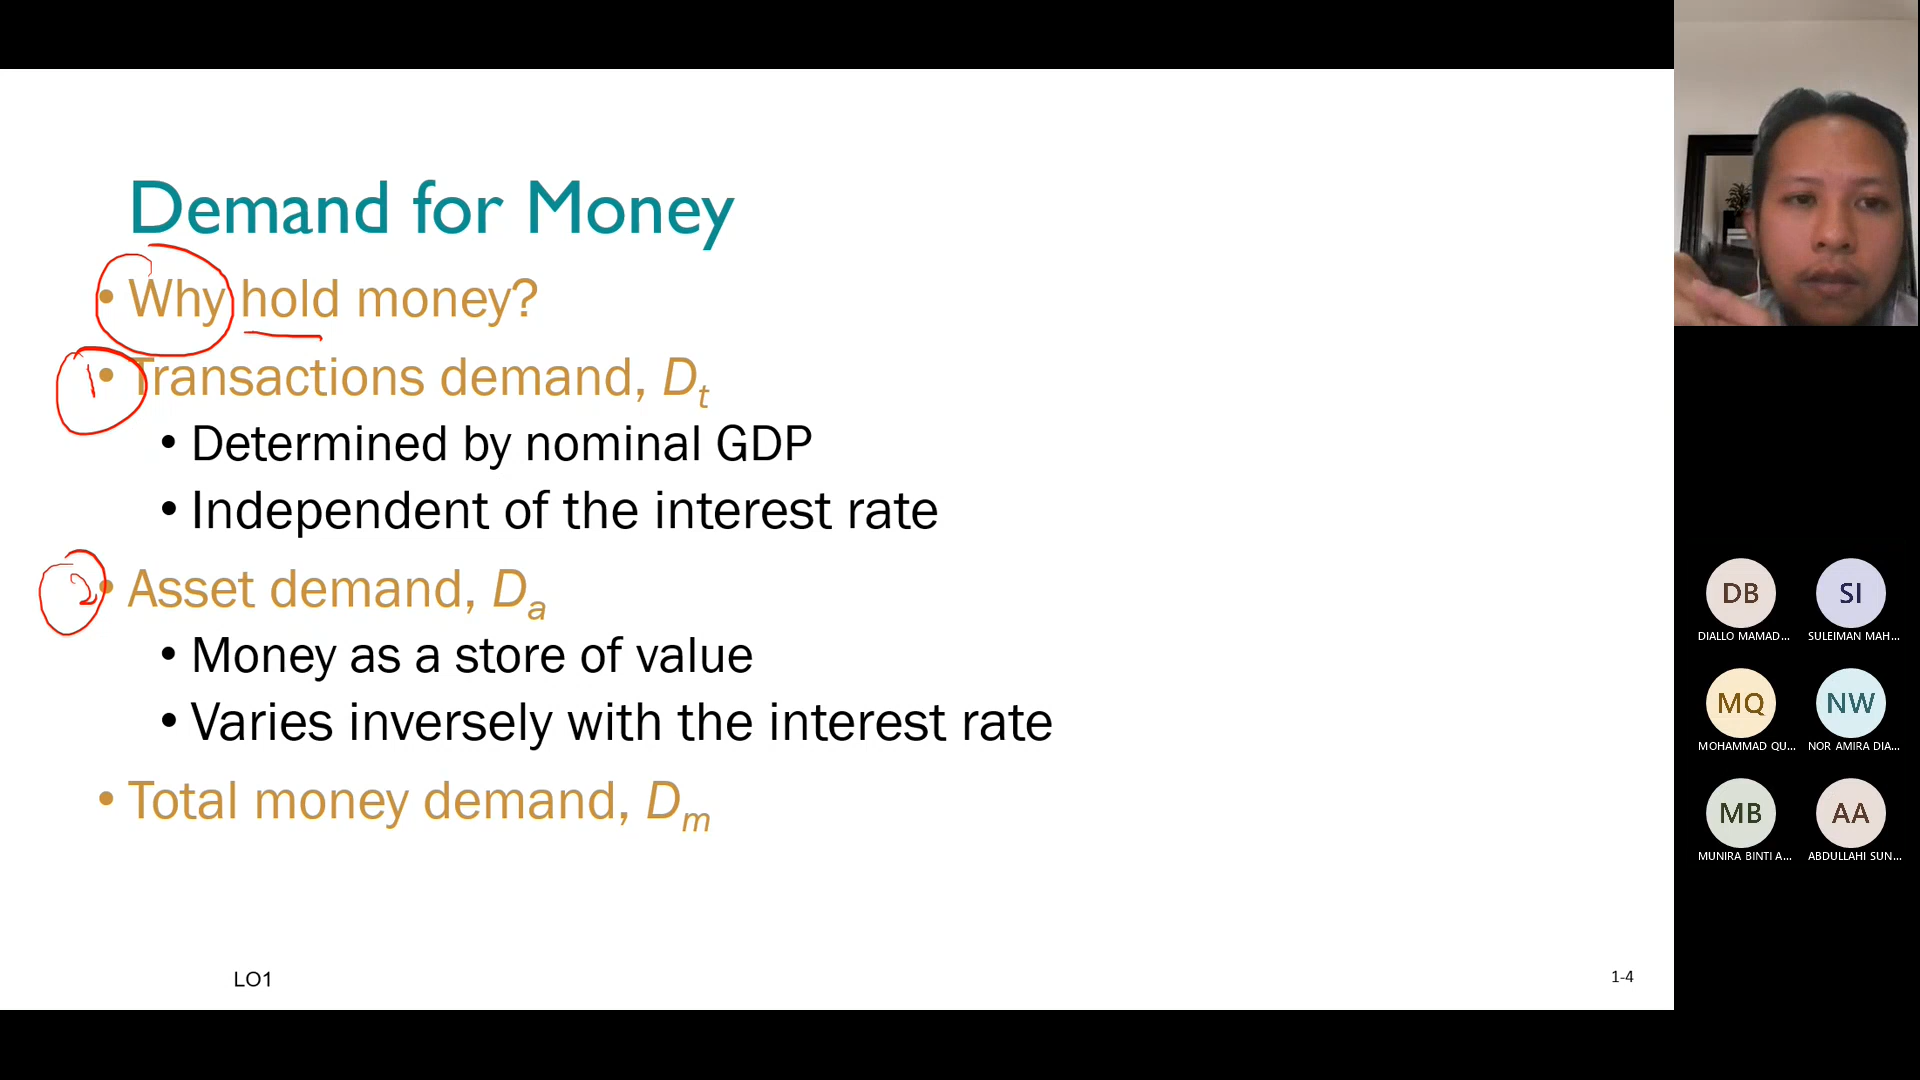 Demand for Money
• Why hold money?
1 • Transactions demand, Dt
• Determined by nominal GDP
• Independent of the interest rate
2 • Asset demand, Da
• Money as a store of value
• Varies inversely with the interest rate
• Total money demand, Dm
LO1
1-4
DB SI
DIALLO MAMAD... SULEIMAN MAH...
MQ NW
MOHAMMAD QU... NOR AMIRA DIA...
MB AA
MUNIRA BINTI A... ABDULLAHI SUN...